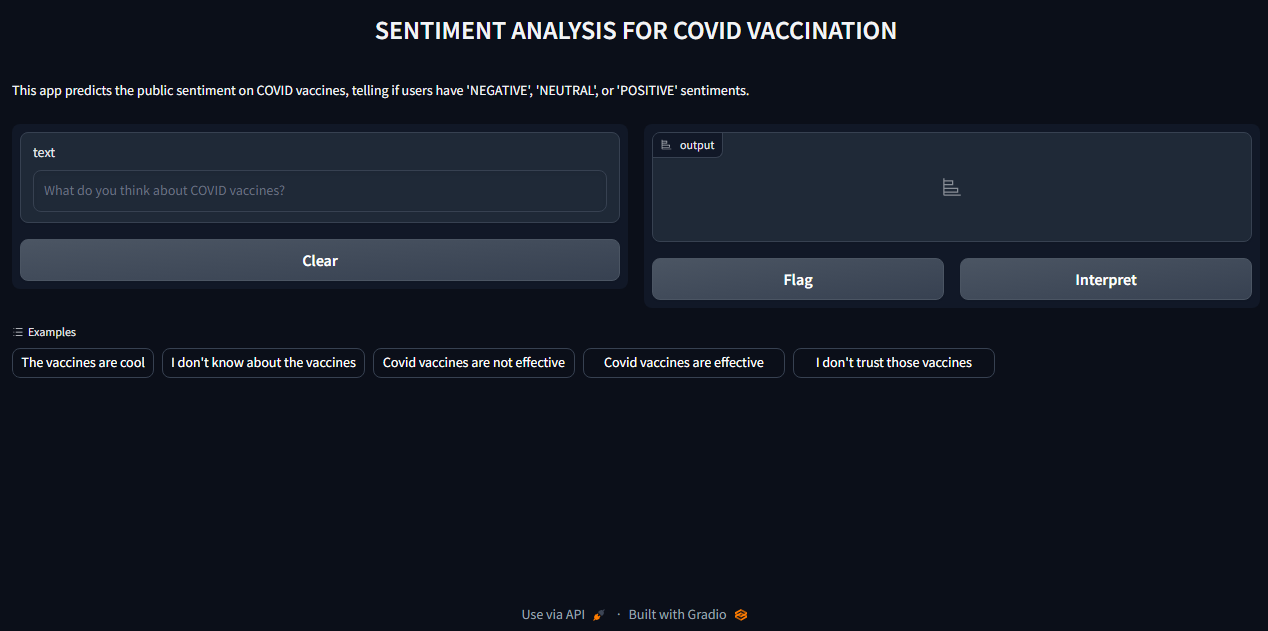 SENTIMENT ANALYSIS FOR COVID VACCINATION
This app predicts the public sentiment on COVID vaccines, telling if users have 'NEGATIVE', 'NEUTRAL', or 'POSITIVE' sentiments.
text
What do you think about COVID vaccines?
Clear
output
Flag
Interpret
Examples
The vaccines are cool
I don't know about the vaccines
Covid vaccines are not effective
Covid vaccines are effective
I don't trust those vaccines
Use via API · Built with Gradio